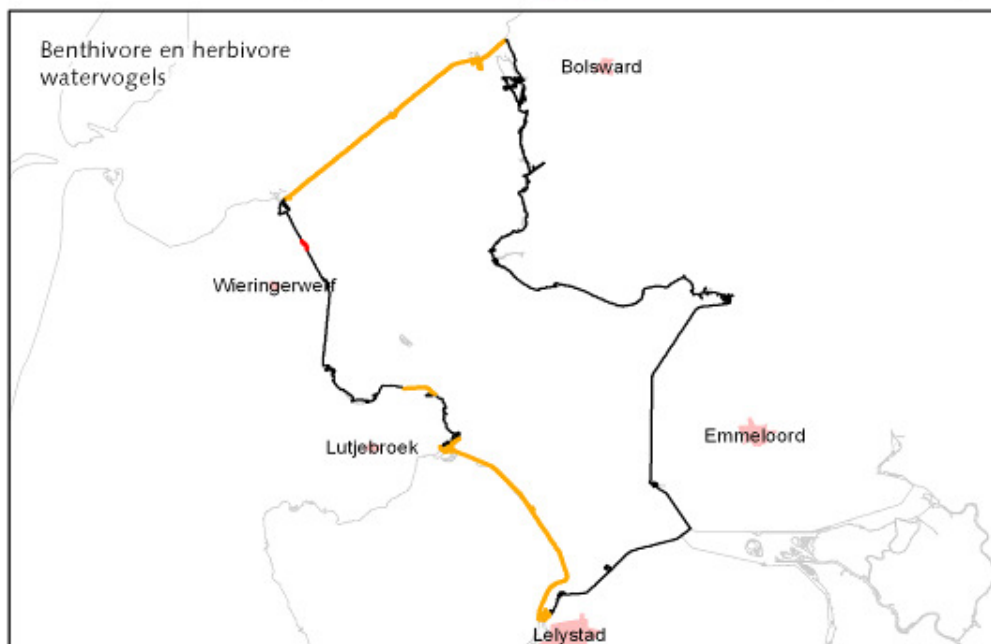 Benthivore en herbivore
watervogels
Bolsward
Wieringerwerf
Lutjebroek
Emmeloord
Lelystad